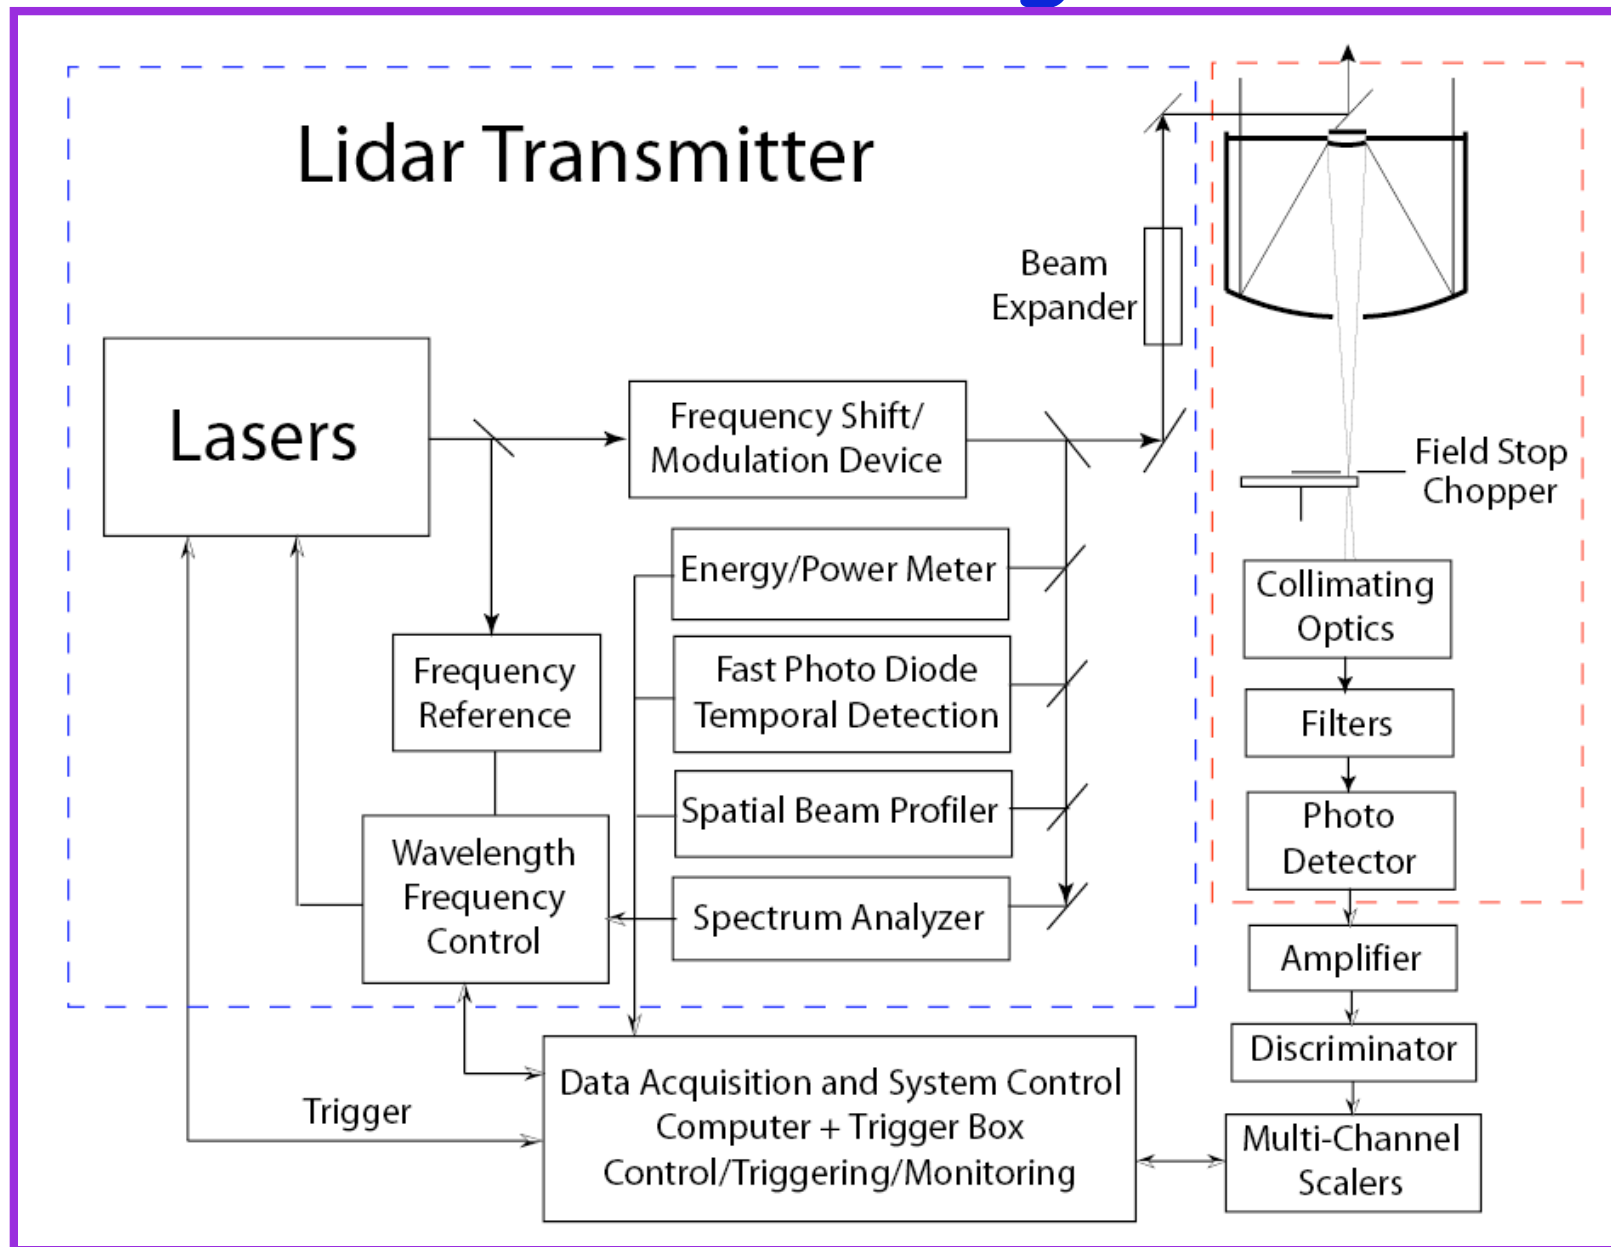 Lidar Transmitter
Beam
Expander
Lasers
Frequency Shift/
Modulation Device
Field Stop
Chopper
Energy/Power Meter
Collimating
Optics
Frequency
Reference
Fast Photo Diode
Temporal Detection
Filters
Spatial Beam Profiler
Photo
Detector
Wavelength
Frequency
Control
Spectrum Analyzer
Amplifier
Discriminator
Trigger
Data Acquisition and System Control
Computer + Trigger Box
Control/Triggering/Monitoring
Multi-Channel
Scalers